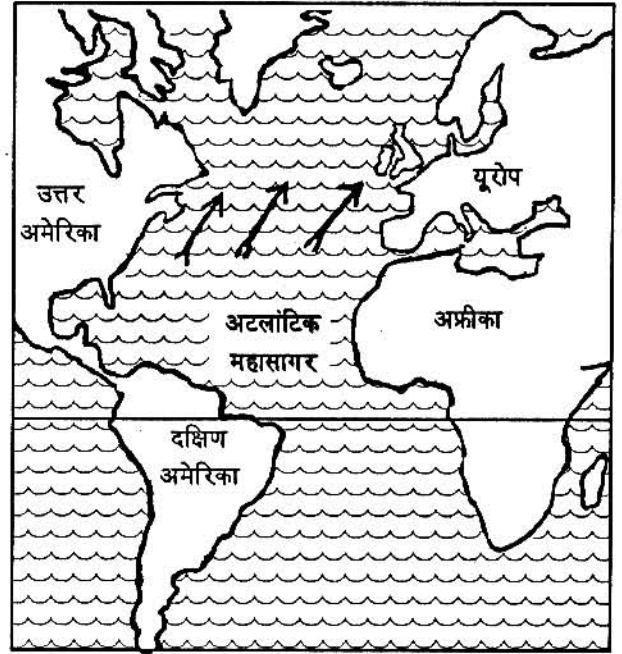 उत्तर
अमेरिका
यूरोप
अटलांटिक
महासागर
अफ्रीका
दक्षिण
अमेरिका